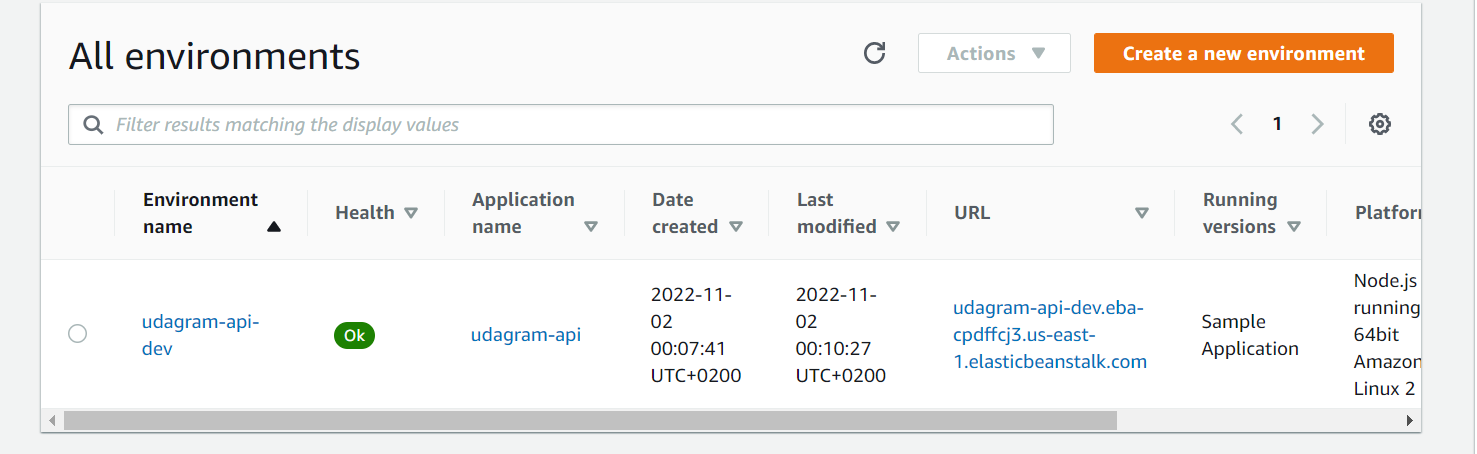 All environments
Actions
Create a new environment
Filter results matching the display values
1
Environment
name
Health
Application
name
Date
created
Last
modified
URL
Running
versions
Platfor
udagram-api-
dev
Ok
udagram-api
2022-11-
02
00:07:41
UTC+0200
2022-11-
02
00:10:27
UTC+0200
udagram-api-dev.eba-
cpdffcj3.us-east-
1.elasticbeanstalk.com
Sample
Application
Node.js
running
64bit
Amazon
Linux 2